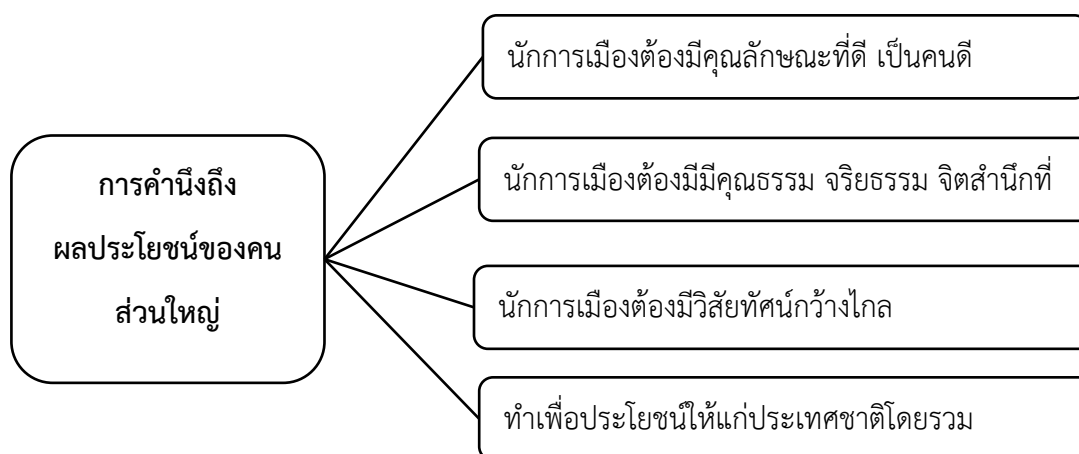 นักการเมืองต้องมีคุณลักษณะที่ดี เป็นคนดี
การคำนึงถึง
ผลประโยชน์ของคน
ส่วนใหญ่
นักการเมืองต้องมีมีคุณธรรม จริยธรรม จิตสำนึกที่
นักการเมืองต้องมีวิสัยทัศน์กว้างไกล
ทำเพื่อประโยชน์ให้แก่ประเทศชาติโดยรวม